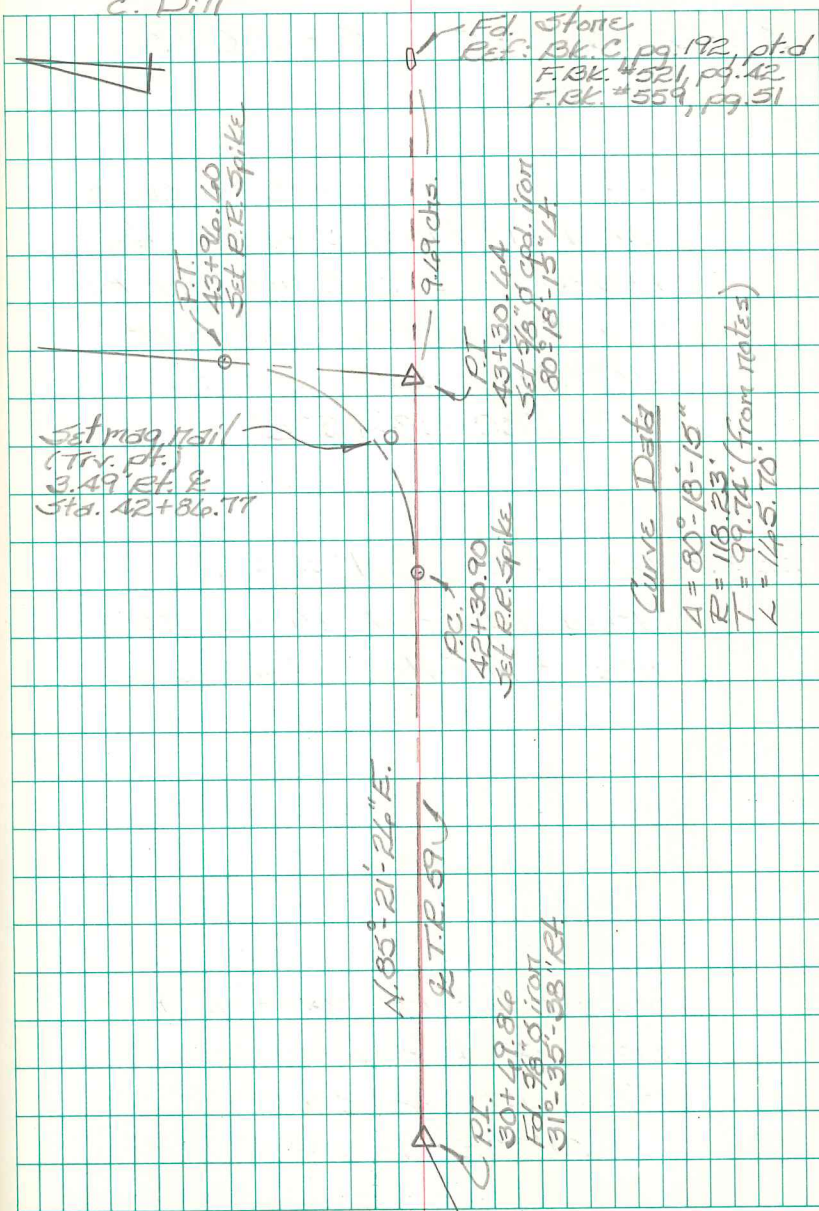 C. Dill
Fd. Stone
Ref: BK. C, pg. 192, pt. d
F.BK. #521, pg. 42
F.BK. #559, pg. 51
P.T.
43+96.60
Set R.R. Spike
9.69 chs.
P.I.
43+30.64
Set 5/8" ø cpd. iron
80°-18'-15" Lt.
Set mag nail
(Trv. pt.)
3.49' Rt. ℄
Sta. 42+86.77
P.C.
42+30.90
Set R.R. Spike
Curve Data
Δ = 80°-18'-15"
R = 118.23'
T = 99.74' (from notes)
L = 165.70'
N. 85°-21'-26" E.
℄ T.R. 59
P.I.
30+69.86
Fd. 5/8" ø iron
31°-35'-38" Rt.